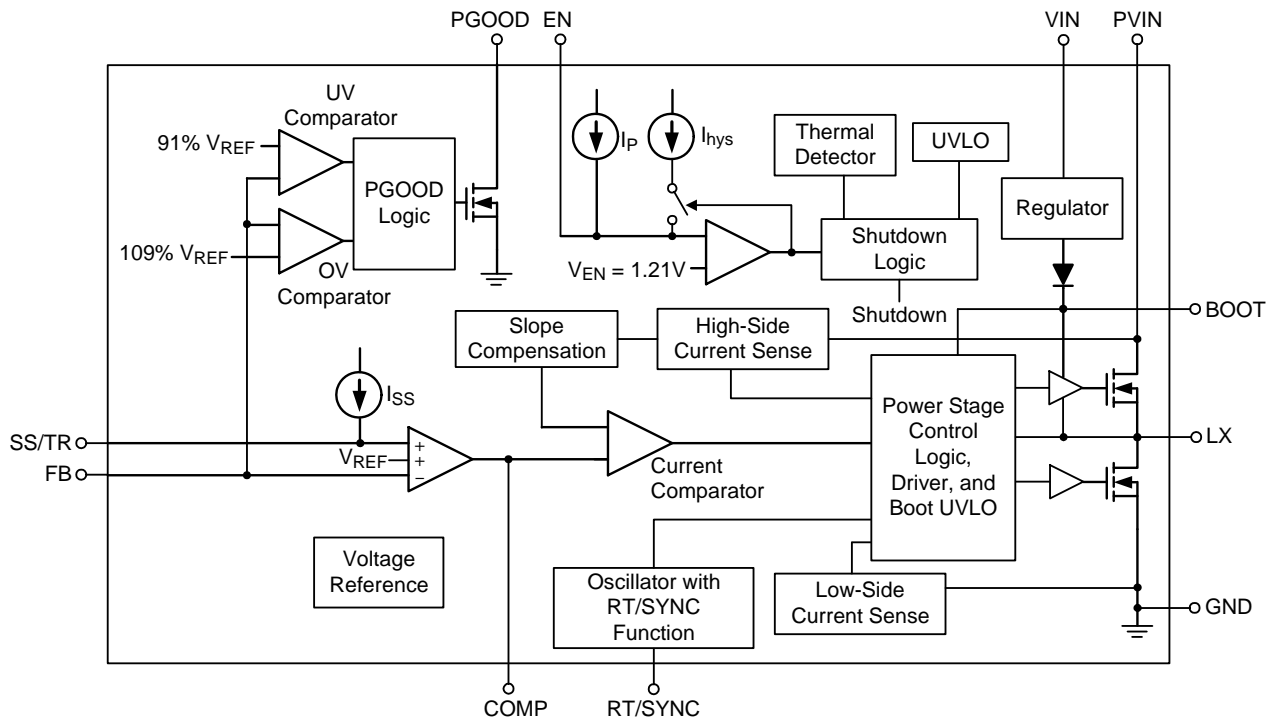 PGOOD
EN
VIN
PVIN
UV
Comparator
91% VREF
109% VREF
OV
Comparator
PGOOD
Logic
IP
Ihys
VEN = 1.21V
Thermal
Detector
UVLO
Shutdown
Logic
Shutdown
Regulator
BOOT
Slope
Compensation
High-Side
Current Sense
ISS
SS/TR
FB
VREF
+
+
−
Current
Comparator
Power Stage
Control
Logic,
Driver, and
Boot UVLO
LX
Voltage
Reference
Oscillator with
RT/SYNC
Function
Low-Side
Current Sense
GND
COMP
RT/SYNC